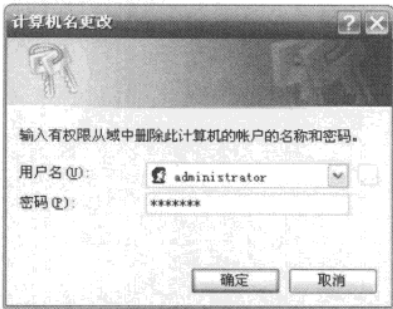 计算机名更改
输入有权限从域中删除此计算机的帐户的名称和密码。
用户名(U):
administrator
密码(P):
*******
确定
取消